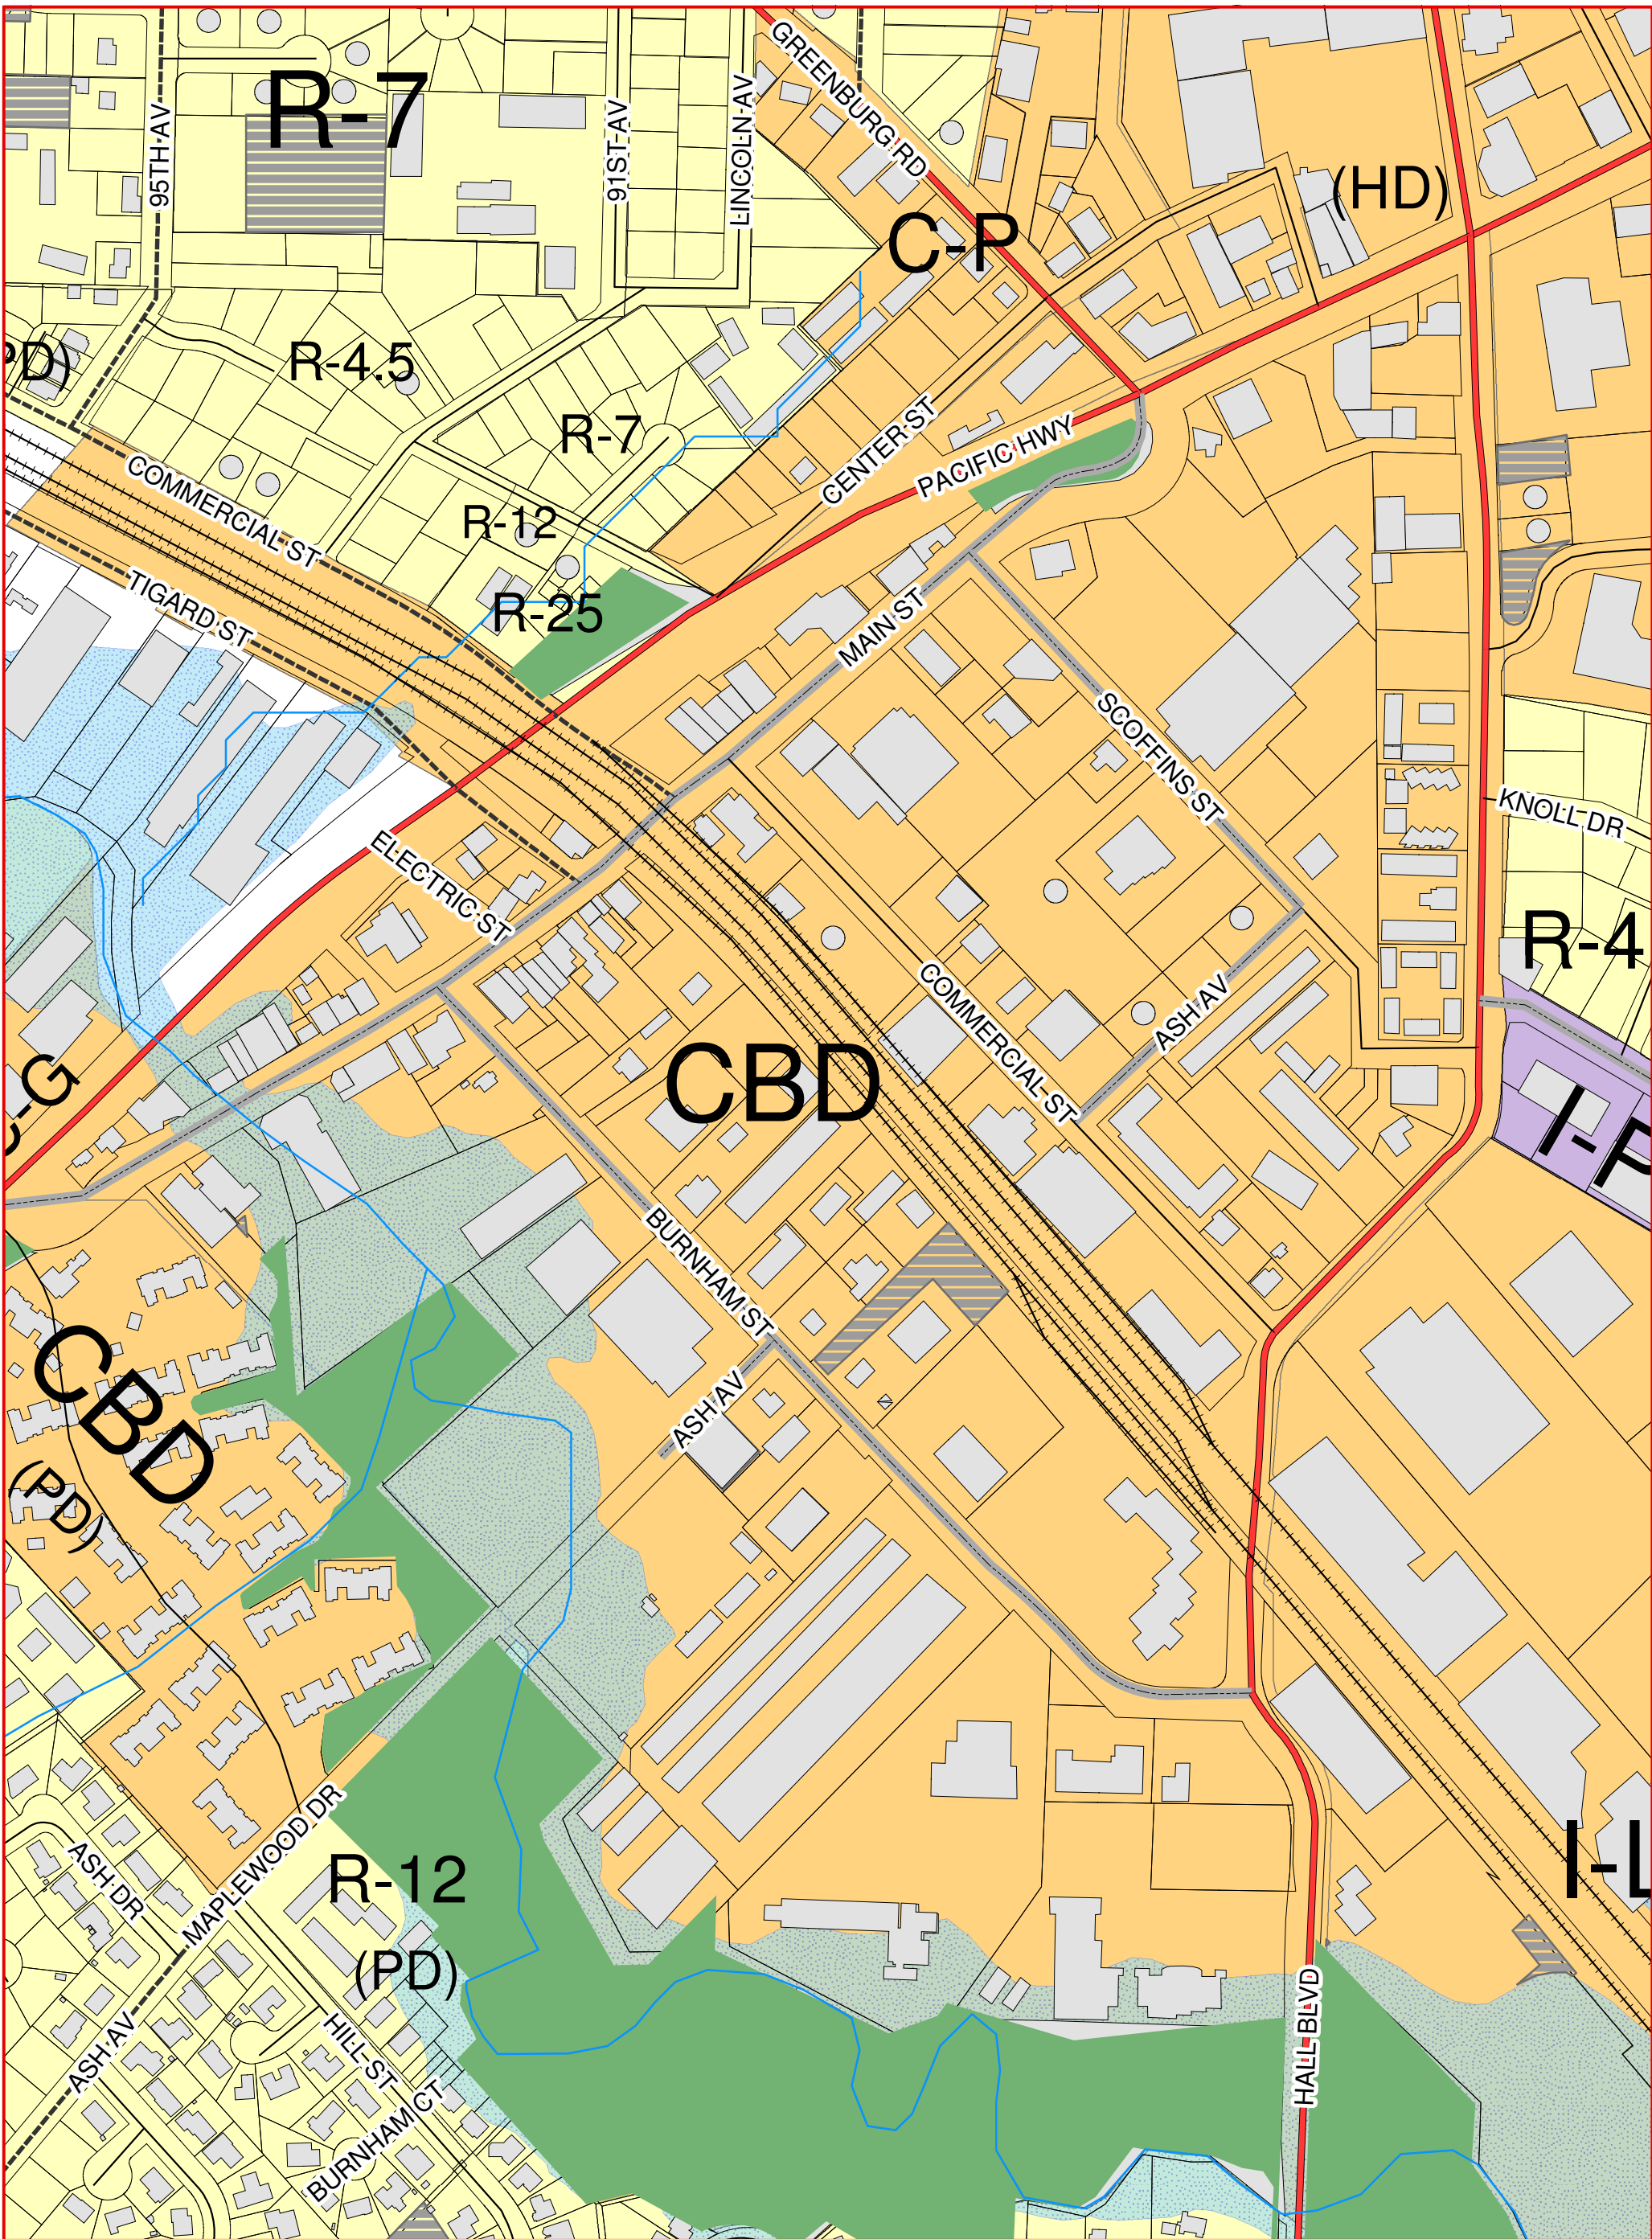 GREENBURG RD
R-7
95TH AV
91ST AV
LINCOLN AV
(HD)
C-P
PD)
R-4.5
R-7
CENTER ST
PACIFIC HWY
COMMERCIAL ST
R-12
TIGARD ST
R-25
MAIN ST
SCOFFINS ST
KNOLL DR
ELECTRIC ST
R-4
COMMERCIAL ST
ASH AV
CBD
C-G
I-P
BURNHAM ST
CBD
ASH AV
(PD)
MAPLEWOOD DR
ASH DR
R-12
(PD)
I-L
HALL BLVD
ASH AV
HILL ST
BURNHAM CT